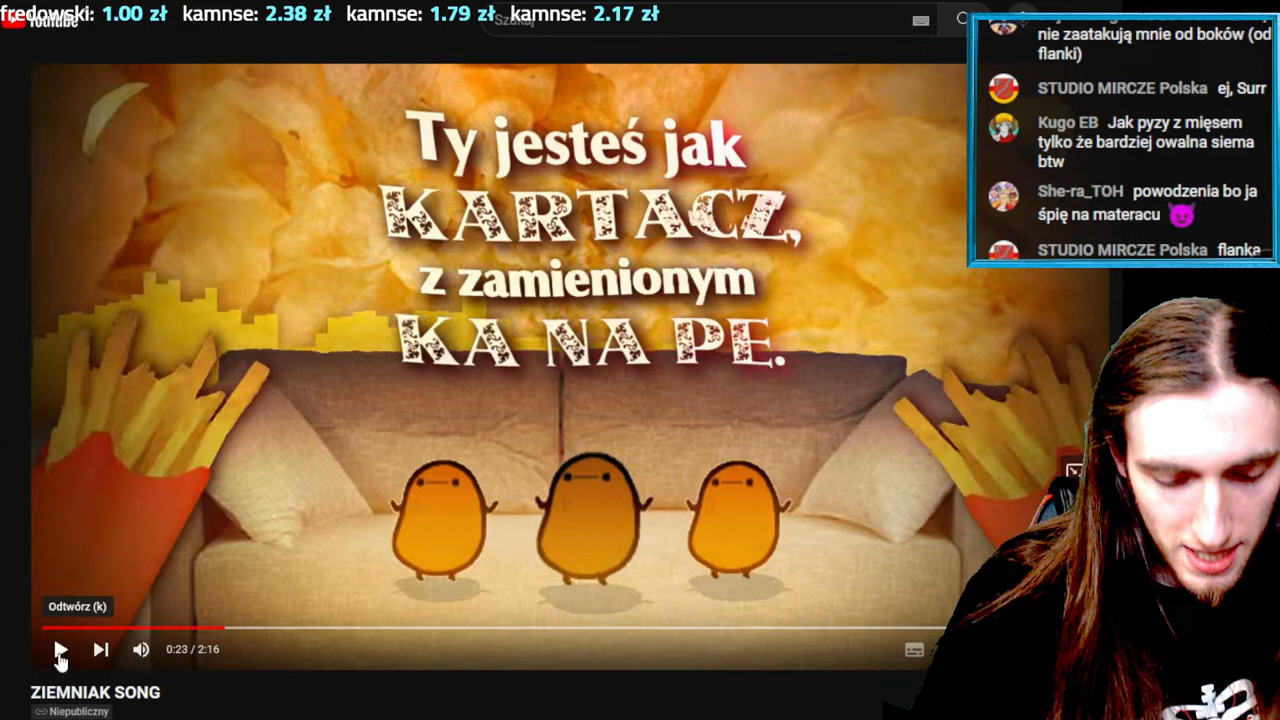 fredowski: 1.00 zł kamnse: 2.38 zł kamnse: 1.79 zł kamnse: 2.17 zł
Szukaj
nie zaatakują mnie od boków (od
flanki)
STUDIO MIRCZE Polska ej, Surr
Kugo EB Jak pyzy z mięsem
tylko że bardziej owalna siema
btw
She-ra_TOH powodzenia bo ja
śpię na materacu
STUDIO MIRCZE Polska flanka
Ty jesteś jak
KARTACZ,
z zamienionym
KA NA PE.
Odtwórz (k)
0:23 / 2:16
ZIEMNIAK SONG
Niepubliczny